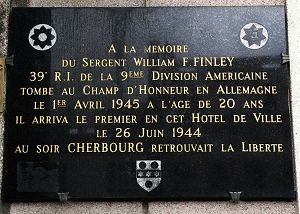 A LA MEMOIRE
DU SERGENT WILLIAM F. FINLEY
39E R.I. DE LA 9EME DIVISION AMERICAINE
TOMBE AU CHAMP D'HONNEUR EN ALLEMAGNE
LE 1ER AVRIL 1945 A L'AGE DE 20 ANS
IL ARRIVA LE PREMIER EN CET HOTEL DE VILLE
LE 26 JUIN 1944
AU SOIR CHERBOURG RETROUVAIT LA LIBERTE